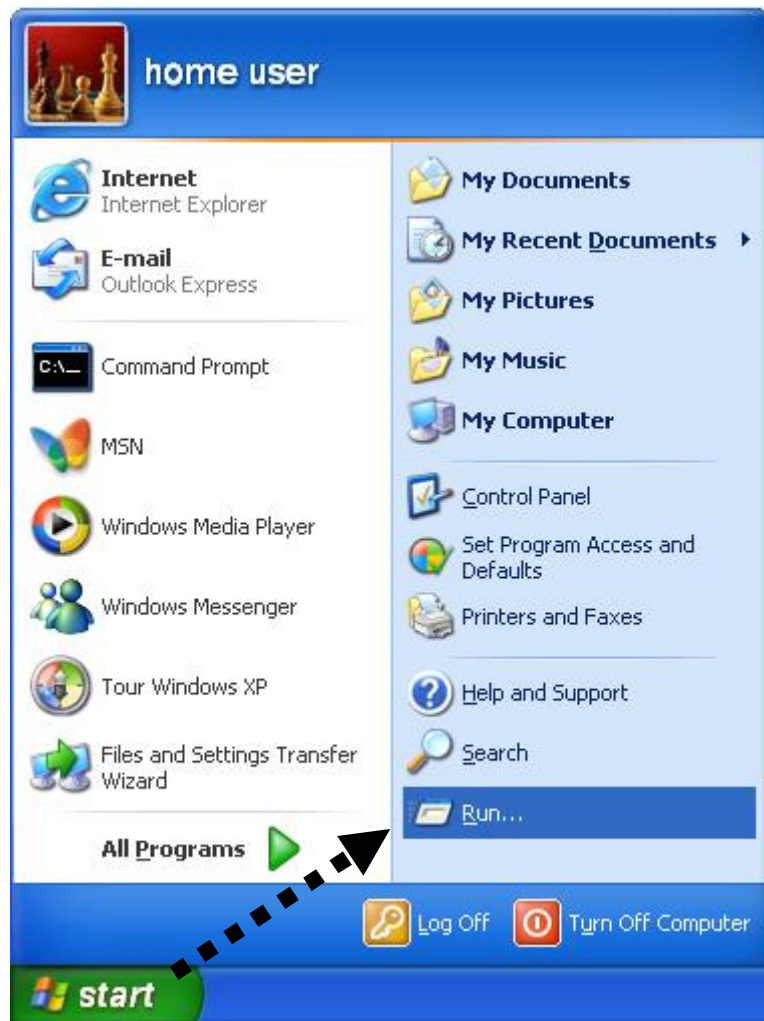 home user
Internet
Internet Explorer
E-mail
Outlook Express
C:\_
Command Prompt
MSN
Windows Media Player
Windows Messenger
Tour Windows XP
Files and Settings Transfer
Wizard
All Programs
My Documents
My Recent Documents
My Pictures
My Music
My Computer
Control Panel
Set Program Access and
Defaults
Printers and Faxes
Help and Support
Search
Run...
Log Off
Turn Off Computer
start